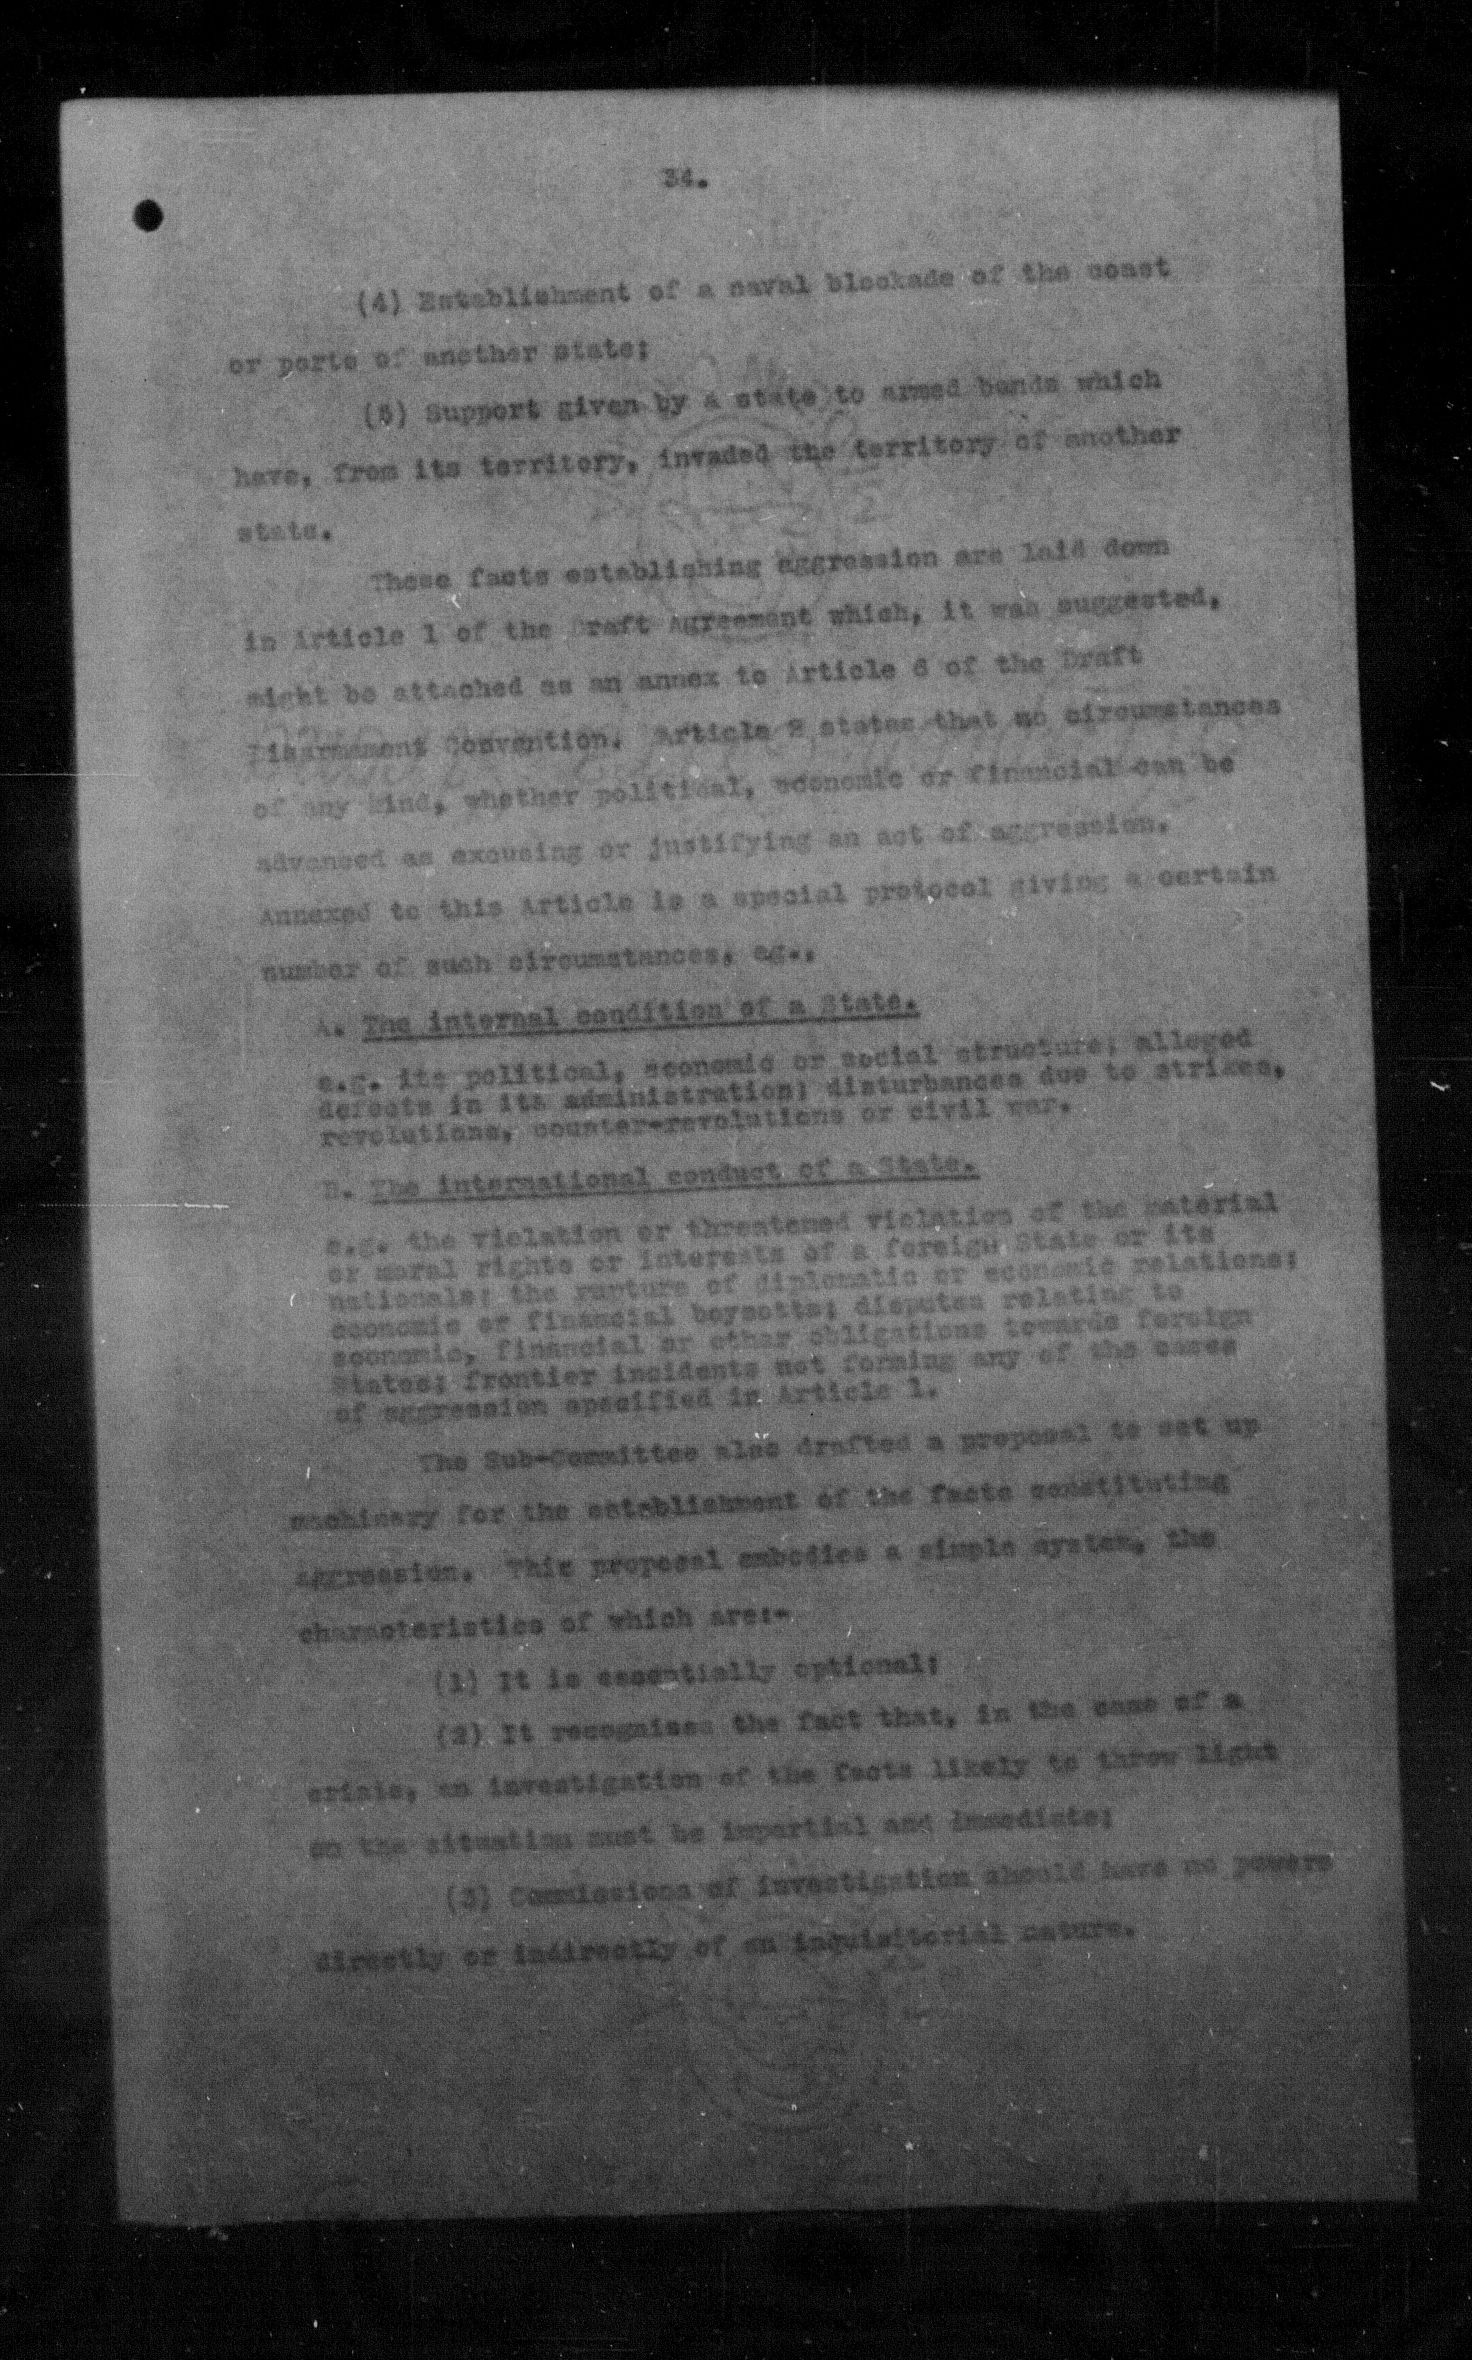 34.
(4) Establishment of a naval blockade of the coast
or ports of another state;
(5) Support given by a state to armed bands which
have, from its territory, invaded the territory of another
state.
These facts establishing aggression are laid down
in Article 1 of the Draft Agreement which, it was suggested,
might be attached as an annex to Article 6 of the Draft
Disarmament Convention. Article 2 states that no circumstances
of any kind, whether political, economic or financial can be
advanced as excusing or justifying an act of aggression.
Annexed to this Article is a special protocol giving a certain
number of such circumstances, eg.,
A. The internal condition of a State.
e.g. its political, economic or social structure; alleged
defects in its administration; disturbances due to strikes,
revolutions, counter-revolutions or civil war.
B. The international conduct of a State.
e.g. the violation or threatened violation of the material
or moral rights or interests of a foreign State or its
nationals; the rupture of diplomatic or economic relations;
economic or financial boycotts; disputes relating to
economic, financial or other obligations towards foreign
States; frontier incidents not forming any of the cases
of aggression specified in Article 1.
The Sub-Committee also drafted a proposal to set up
machinery for the establishment of the facts constituting
aggression. This proposal embodies a simple system, the
characteristics of which are:-
(1) It is essentially optional;
(2) It recognises the fact that, in the case of a
crisis, an investigation of the facts likely to throw light
on the situation must be impartial and immediate;
(3) Commissions of investigation should have no powers
directly or indirectly of an inquisitorial nature.